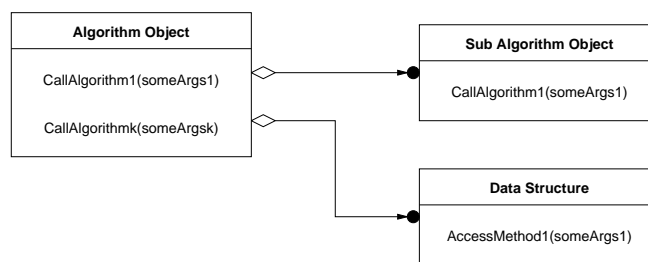 Algorithm Object
CallAlgorithm1(someArgs1)
CallAlgorithmk(someArgsk)
Sub Algorithm Object
CallAlgorithm1(someArgs1)
Data Structure
AccessMethod1(someArgs1)